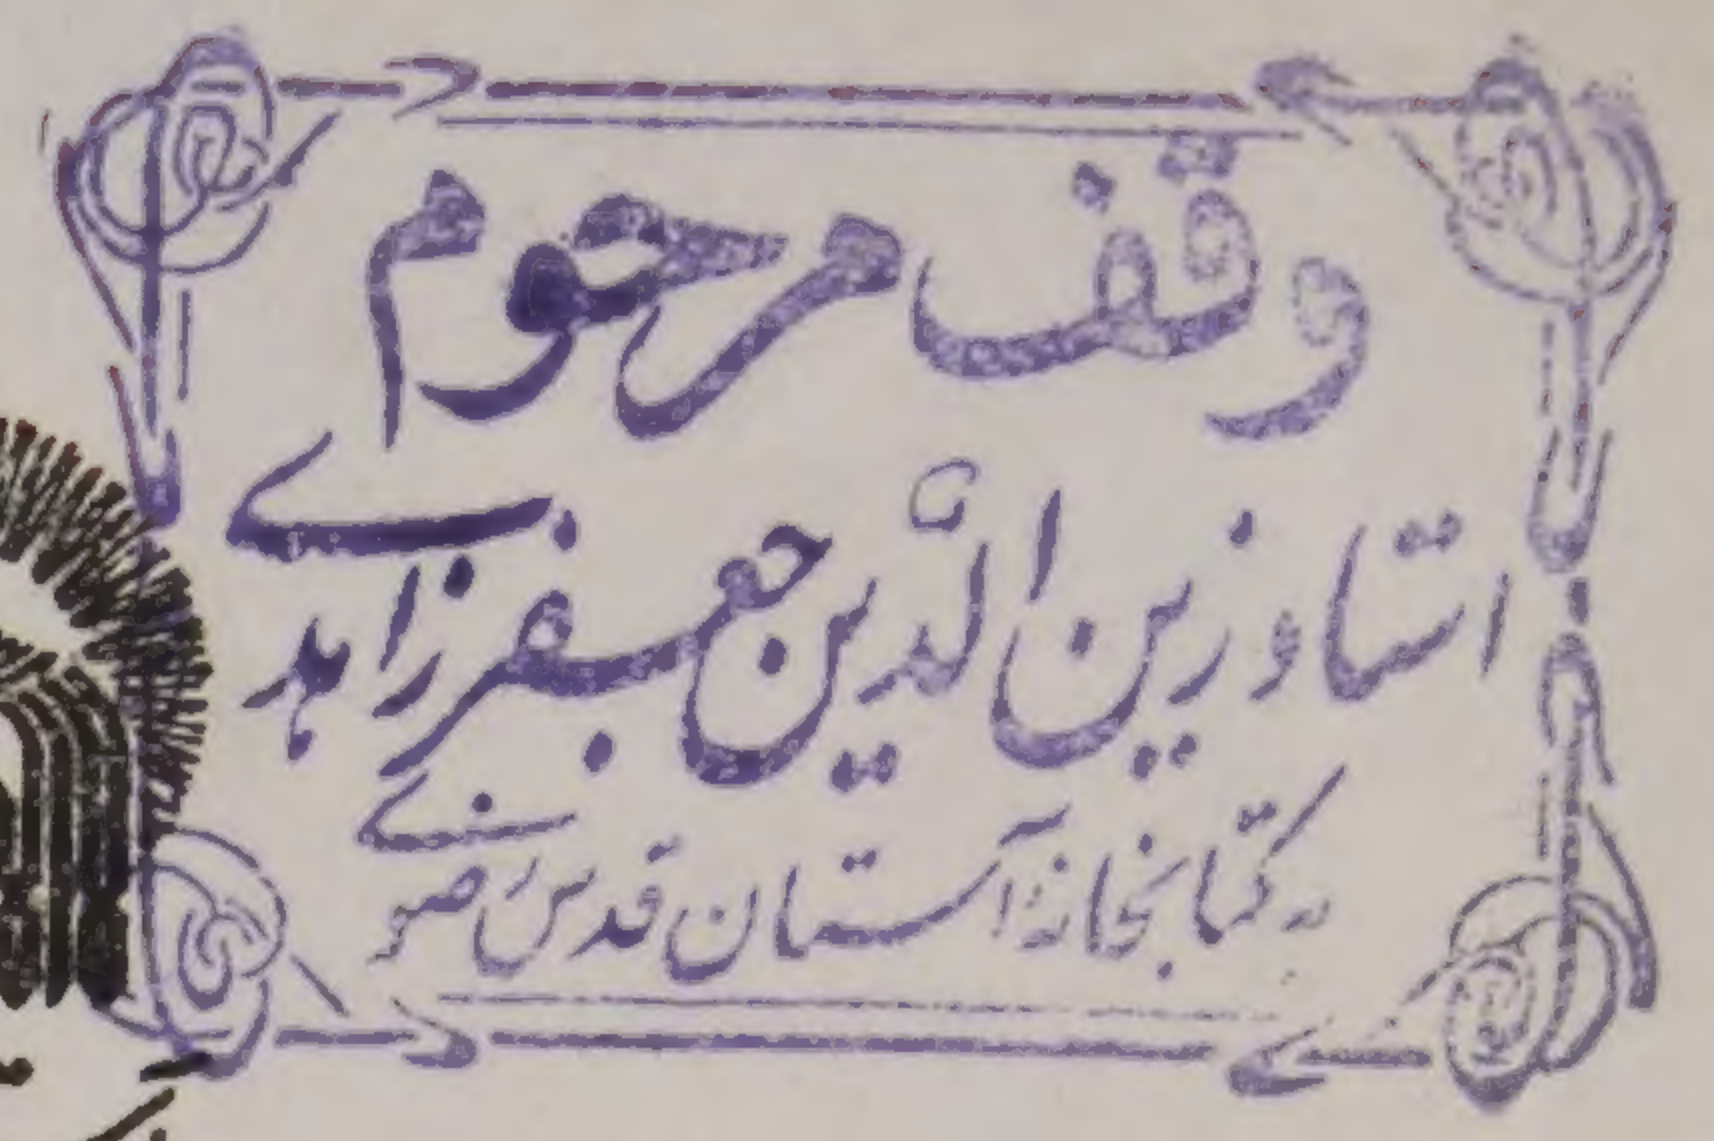 وقف مرحوم
استاد زین الدین جعفر زاهدی
به کتابخانهٔ آستان قدس رضوی